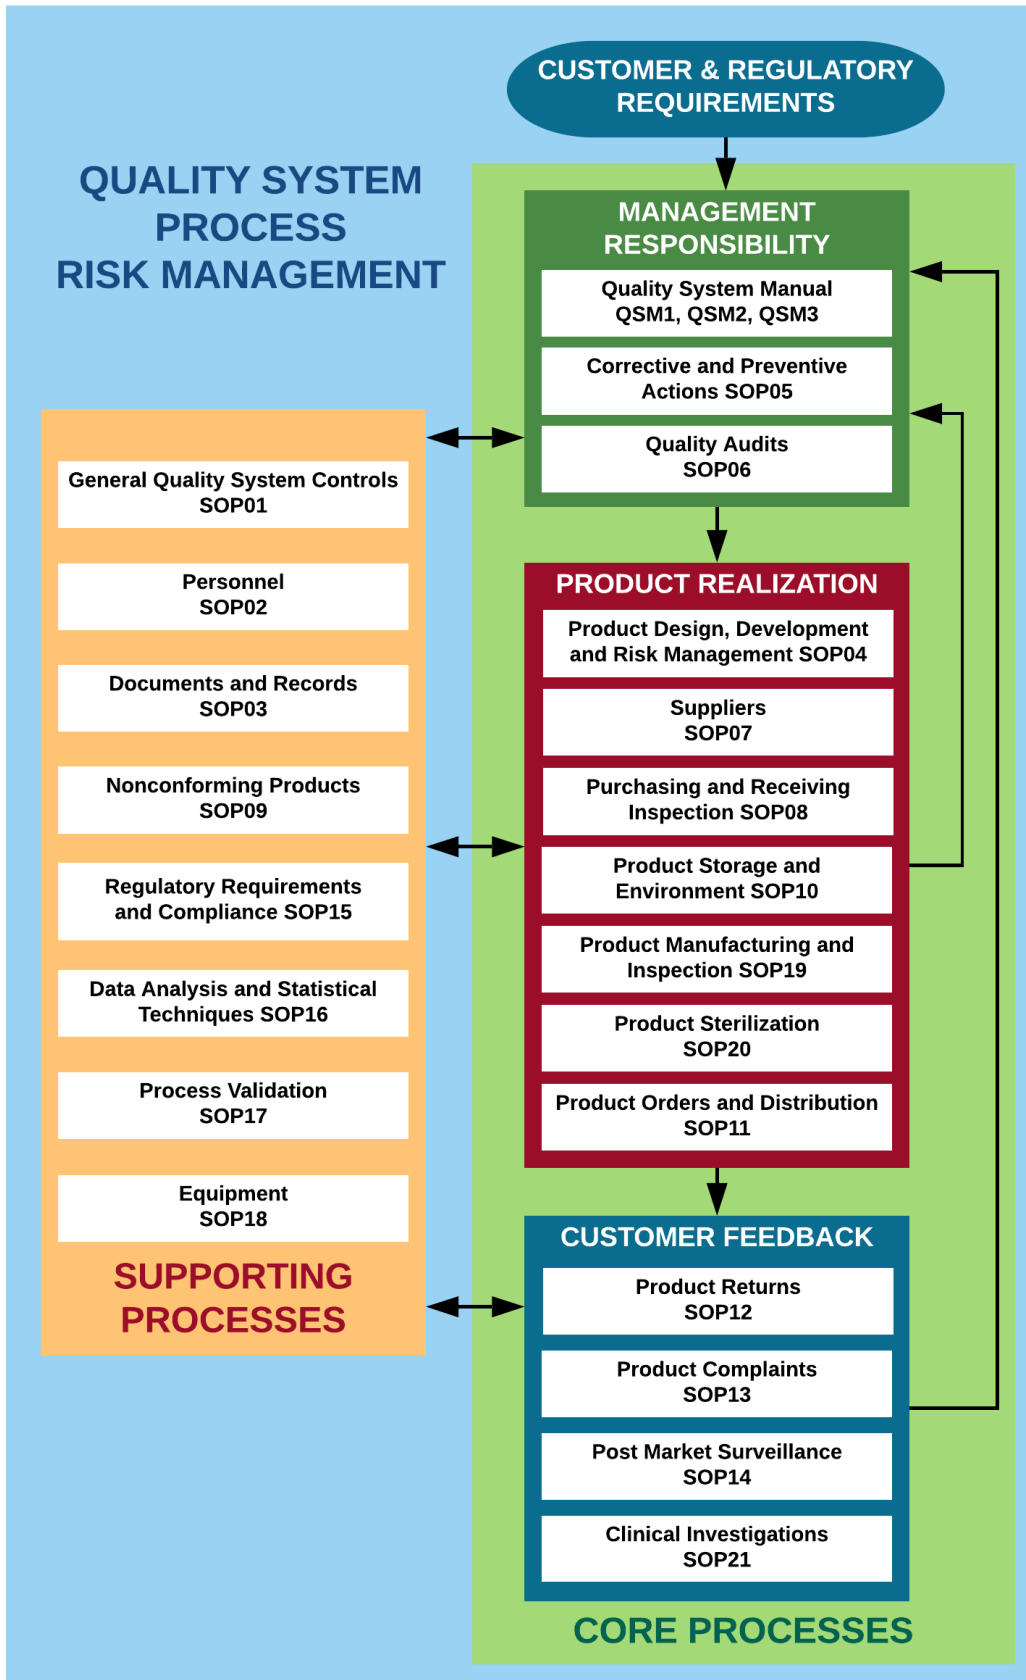 CUSTOMER & REGULATORY
REQUIREMENTS
QUALITY SYSTEM
PROCESS
RISK MANAGEMENT
MANAGEMENT
RESPONSIBILITY
Quality System Manual
QSM1, QSM2, QSM3
Corrective and Preventive
Actions SOP05
Quality Audits
SOP06
General Quality System Controls
SOP01
Personnel
SOP02
Documents and Records
SOP03
Nonconforming Products
SOP09
Regulatory Requirements
and Compliance SOP15
Data Analysis and Statistical
Techniques SOP16
Process Validation
SOP17
Equipment
SOP18
SUPPORTING
PROCESSES
PRODUCT REALIZATION
Product Design, Development
and Risk Management SOP04
Suppliers
SOP07
Purchasing and Receiving
Inspection SOP08
Product Storage and
Environment SOP10
Product Manufacturing and
Inspection SOP19
Product Sterilization
SOP20
Product Orders and Distribution
SOP11
CUSTOMER FEEDBACK
Product Returns
SOP12
Product Complaints
SOP13
Post Market Surveillance
SOP14
Clinical Investigations
SOP21
CORE PROCESSES